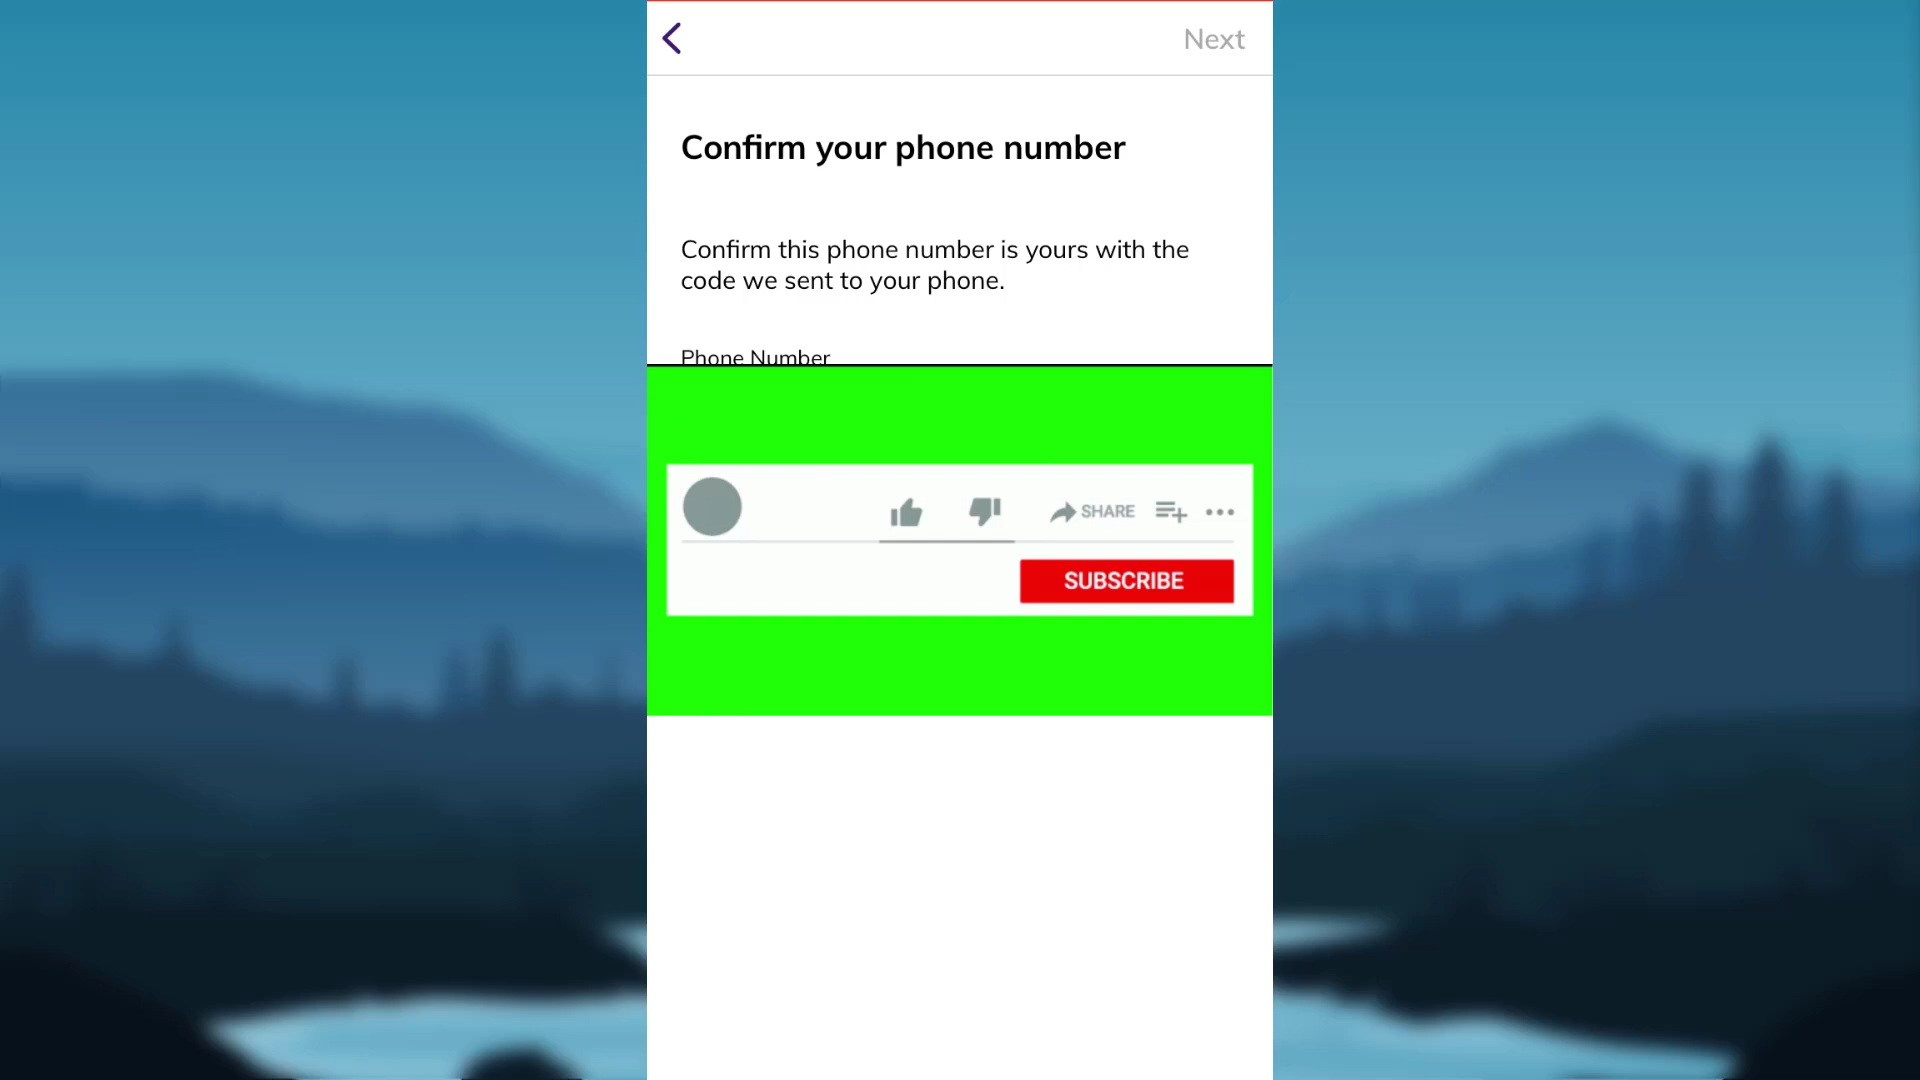 Next
Confirm your phone number
Confirm this phone number is yours with the
code we sent to your phone.
Phone Number
SHARE
SUBSCRIBE